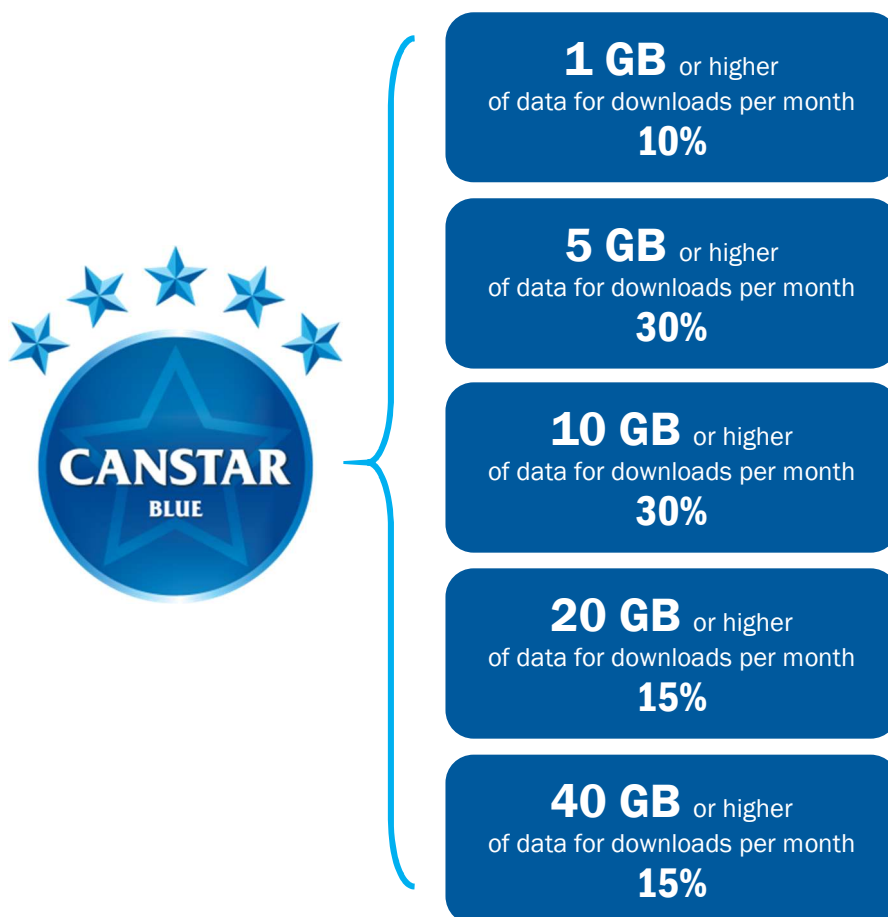 CANSTAR
BLUE
1 GB or higher
of data for downloads per month
10%
5 GB or higher
of data for downloads per month
30%
10 GB or higher
of data for downloads per month
30%
20 GB or higher
of data for downloads per month
15%
40 GB or higher
of data for downloads per month
15%